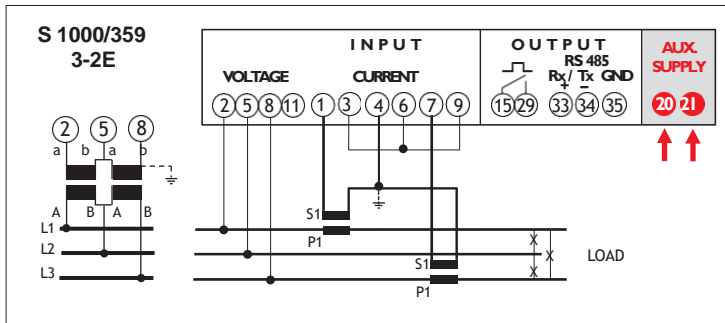 S 1000/359
3-2E
INPUT
OUTPUT
AUX.
SUPPLY
VOLTAGE
CURRENT
RS 485
Rx/ Tx GND
+ −
2 5 8 11 1 3 4 6 7 9 15 29 33 34 35 20 21
2 5 8
a b a b
A B A B
L1
L2
L3
S1
P1
S1
P1
X
X
X
LOAD